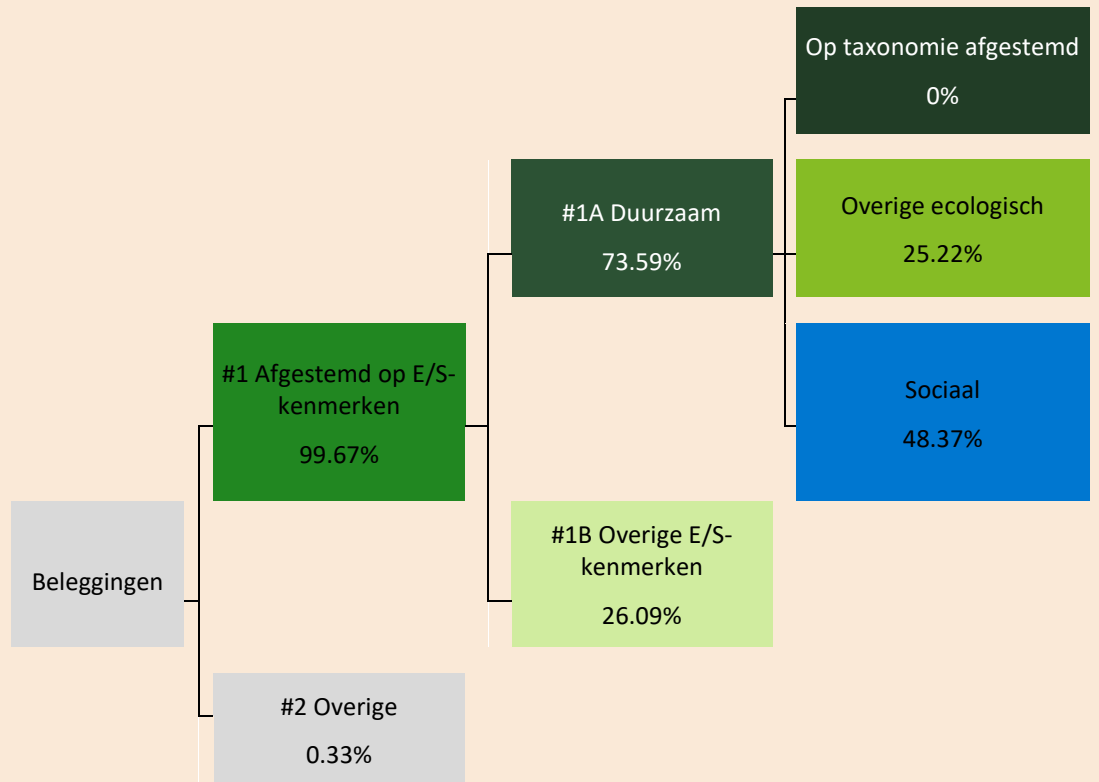 Op taxonomie afgestemd
0%
#1A Duurzaam
73.59%
Overige ecologisch
25.22%
#1 Afgestemd op E/S-
kenmerken
99.67%
Sociaal
48.37%
Beleggingen
#1B Overige E/S-
kenmerken
26.09%
#2 Overige
0.33%